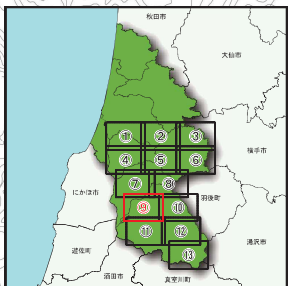 秋田市
大仙市
① ② ③
横手市
④ ⑤ ⑥
⑦ ⑧
にかほ市
羽後町
⑨ ⑩
⑪ ⑫
湯沢市
遊佐町
⑬
酒田市
真室川町